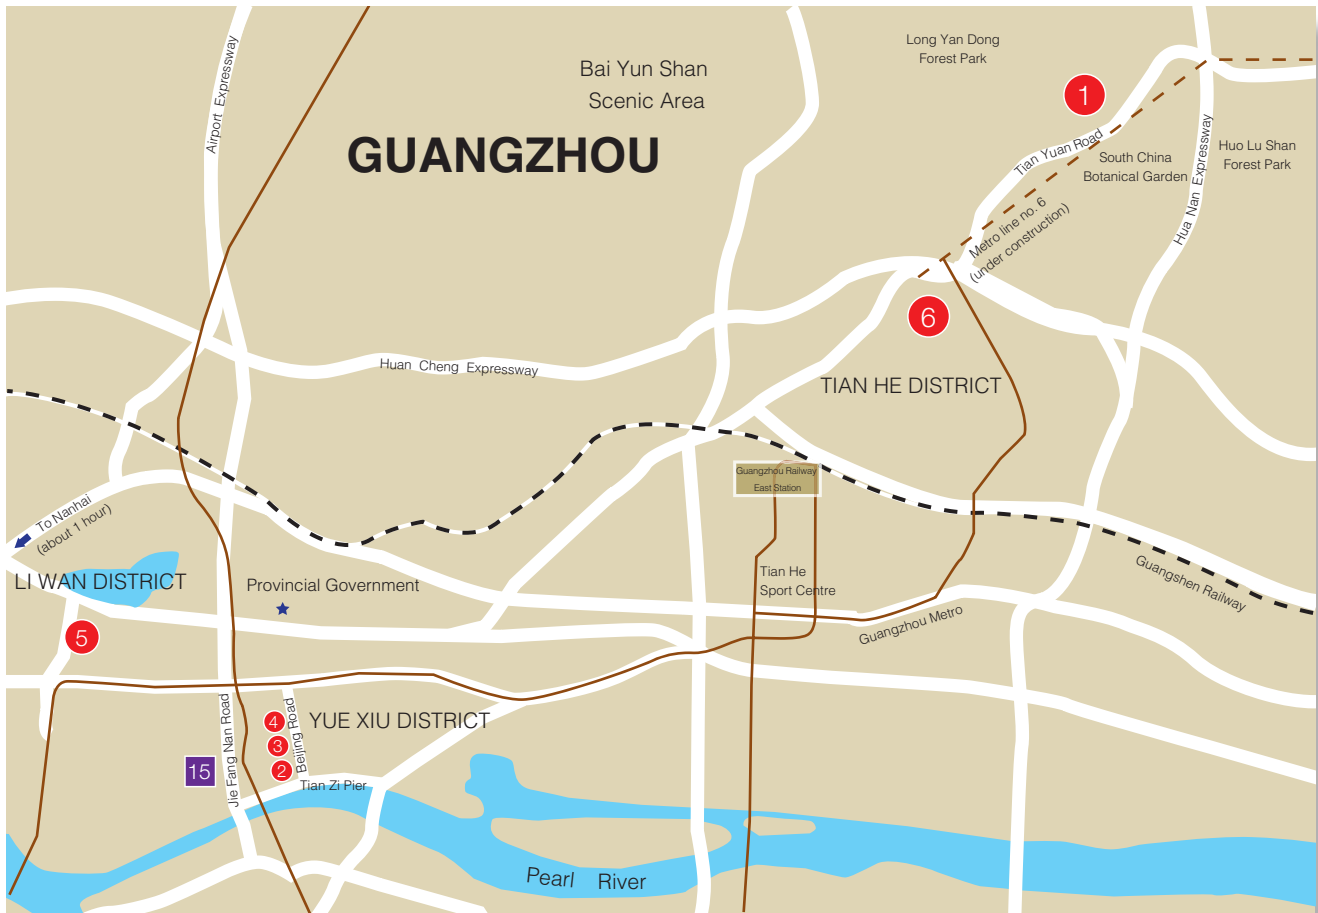 Long Yan Dong
Forest Park
Bai Yun Shan
Scenic Area
Airport Expressway
1
GUANGZHOU
Tian Yuan Road
South China
Botanical Garden
Huo Lu Shan
Forest Park
Hua Nan Expressway
Metro line no. 6
(under construction)
6
Huan Cheng Expressway
TIAN HE DISTRICT
Guangzhou Railway
East Station
To Nanhai
(about 1 hour)
LI WAN DISTRICT
Provincial Government
Tian He
Sport Centre
Guangshen Railway
Guangzhou Metro
5
4
YUE XIU DISTRICT
3
Beijing Road
Jie Fang Nan Road
15
2
Tian Zi Pier
Pearl River